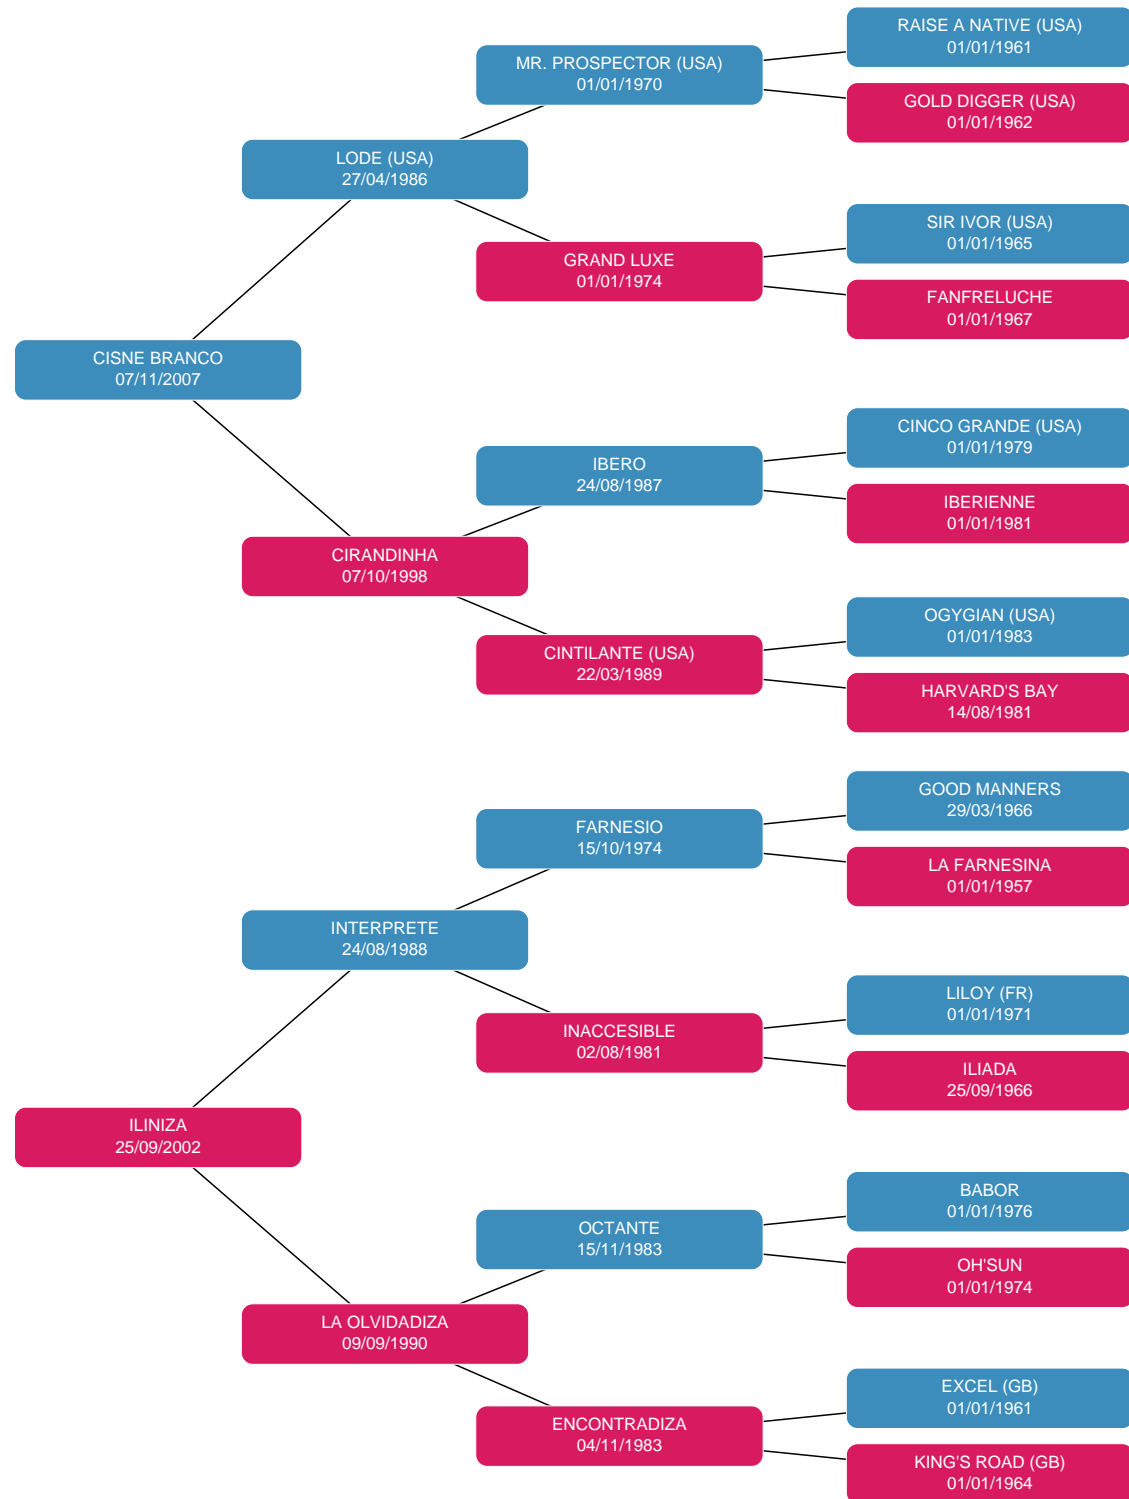 RAISE A NATIVE (USA)
01/01/1961
MR. PROSPECTOR (USA)
01/01/1970
GOLD DIGGER (USA)
01/01/1962
LODE (USA)
27/04/1986
SIR IVOR (USA)
01/01/1965
GRAND LUXE
01/01/1974
FANFRELUCHE
01/01/1967
CISNE BRANCO
07/11/2007
CINCO GRANDE (USA)
01/01/1979
IBERO
24/08/1987
IBERIENNE
01/01/1981
CIRANDINHA
07/10/1998
OGYGIAN (USA)
01/01/1983
CINTILANTE (USA)
22/03/1989
HARVARD'S BAY
14/08/1981
GOOD MANNERS
29/03/1966
FARNESIO
15/10/1974
LA FARNESINA
01/01/1957
INTERPRETE
24/08/1988
LILOY (FR)
01/01/1971
INACCESIBLE
02/08/1981
ILIADA
25/09/1966
ILINIZA
25/09/2002
BABOR
01/01/1976
OCTANTE
15/11/1983
OH'SUN
01/01/1974
LA OLVIDADIZA
09/09/1990
EXCEL (GB)
01/01/1961
ENCONTRADIZA
04/11/1983
KING'S ROAD (GB)
01/01/1964